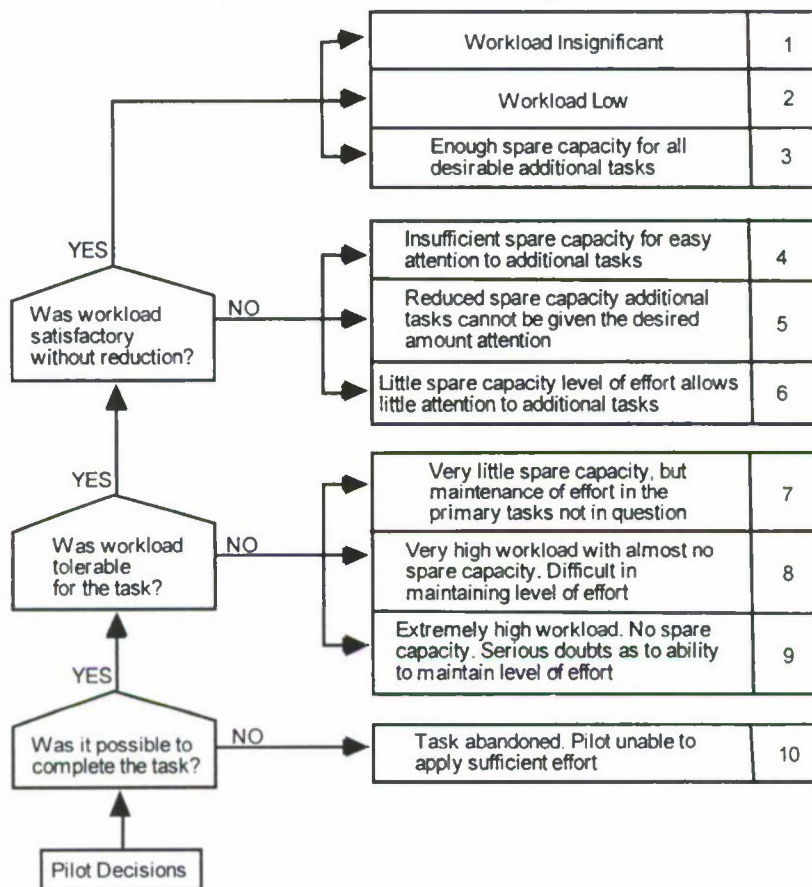 Workload Insignificant 1
Workload Low 2
Enough spare capacity for all
desirable additional tasks 3
YES
Was workload
satisfactory
without reduction?
NO
Insufficient spare capacity for easy
attention to additional tasks 4
Reduced spare capacity additional
tasks cannot be given the desired
amount attention 5
Little spare capacity level of effort allows
little attention to additional tasks 6
YES
Was workload
tolerable
for the task?
NO
Very little spare capacity, but
maintenance of effort in the
primary tasks not in question 7
Very high workload with almost no
spare capacity. Difficult in
maintaining level of effort 8
Extremely high workload. No spare
capacity. Serious doubts as to ability
to maintain level of effort 9
YES
Was it possible to
complete the task?
NO
Task abandoned. Pilot unable to
apply sufficient effort 10
Pilot Decisions